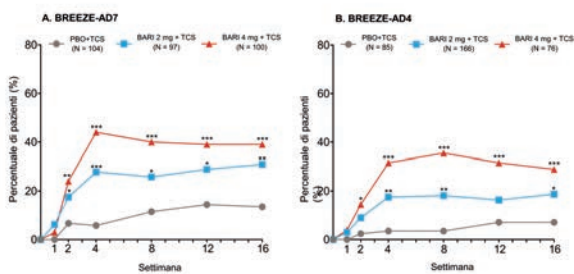 A. BREEZE-AD7
PBO+TCS
(N = 104)
BARI 2 mg + TCS
(N = 97)
BARI 4 mg + TCS
(N = 100)
Percentuale di pazienti (%)
80
60
40
20
0
** *** *** *** ***
* *** * * **
1 2 4 8 12 16
Settimana
B. BREEZE-AD4
PBO+TCS
(N = 85)
BARI 2 mg + TCS
(N = 166)
BARI 4 mg + TCS
(N = 76)
Percentuale di pazienti
(%)
80
60
40
20
0
* *** *** *** ***
** ** *
1 2 4 8 12 16
Settimana